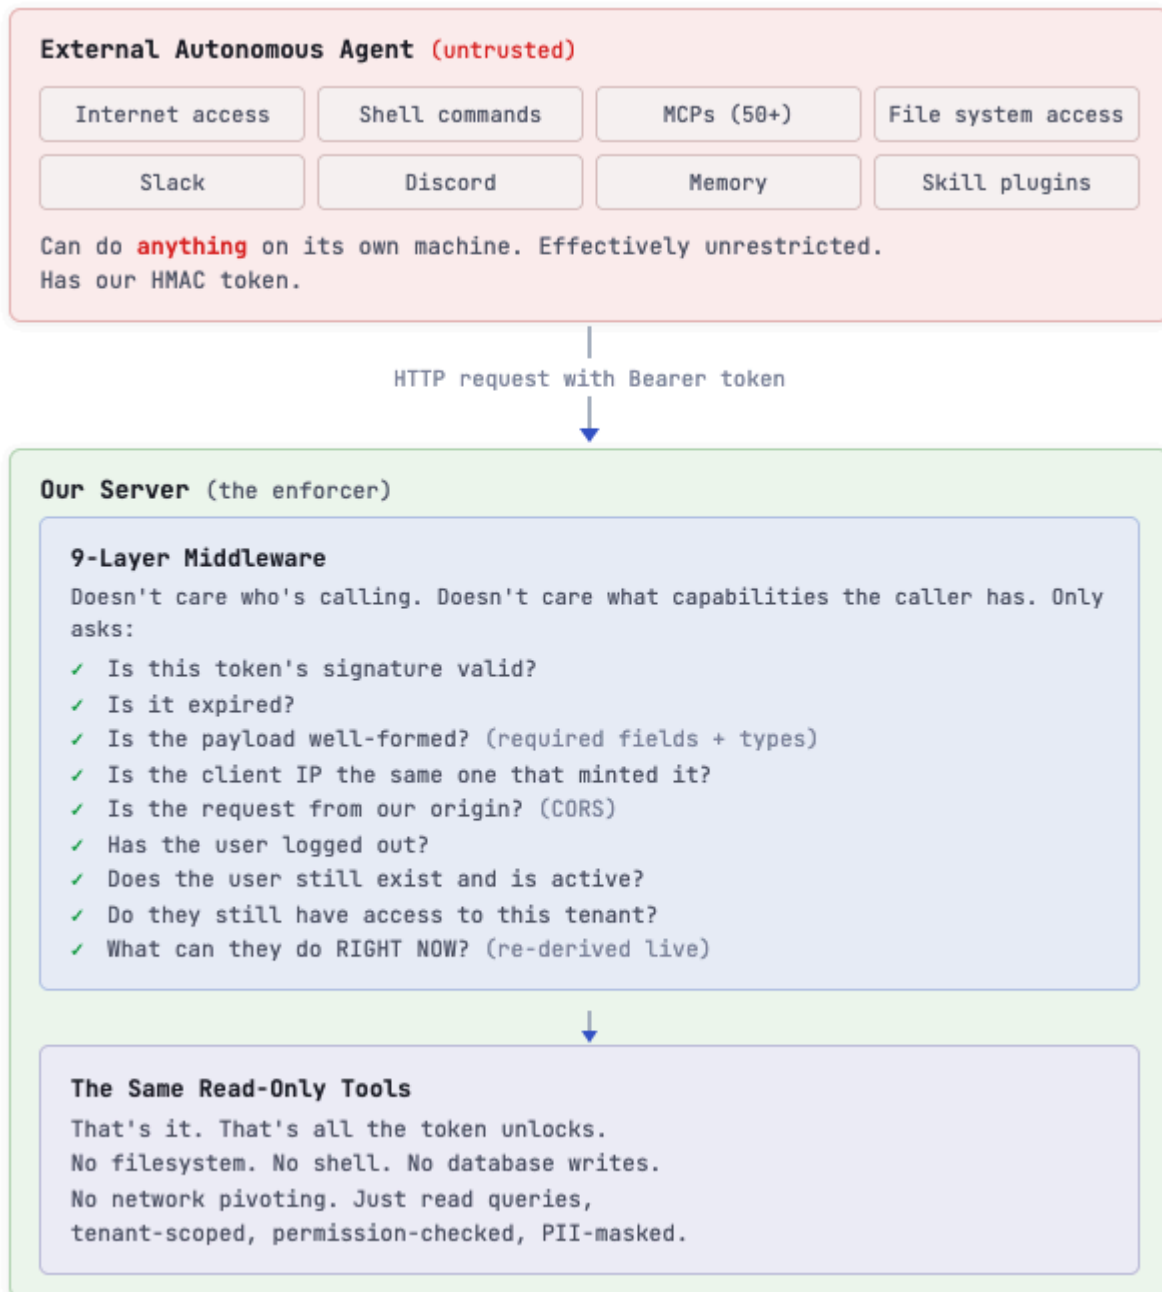 External Autonomous Agent (untrusted)
Internet access
Shell commands
MCPs (50+)
File system access
Slack
Discord
Memory
Skill plugins
Can do anything on its own machine. Effectively unrestricted.
Has our HMAC token.
HTTP request with Bearer token
Our Server (the enforcer)
9-Layer Middleware
Doesn't care who's calling. Doesn't care what capabilities the caller has. Only
asks:
✓ Is this token's signature valid?
✓ Is it expired?
✓ Is the payload well-formed? (required fields + types)
✓ Is the client IP the same one that minted it?
✓ Is the request from our origin? (CORS)
✓ Has the user logged out?
✓ Does the user still exist and is active?
✓ Do they still have access to this tenant?
✓ What can they do RIGHT NOW? (re-derived live)
The Same Read-Only Tools
That's it. That's all the token unlocks.
No filesystem. No shell. No database writes.
No network pivoting. Just read queries,
tenant-scoped, permission-checked, PII-masked.